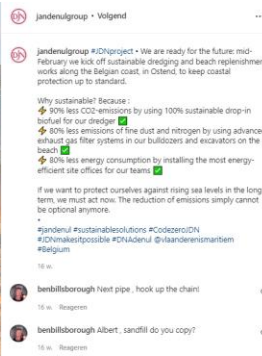 JDN jandenulgroup • Volgend ...
JDN jandenulgroup #JDNproject • We are ready for the future: mid-
February we kick off sustainable dredging and beach replenishmen
works along the Belgian coast, in Ostend, to keep coastal
protection up to standard.
Why sustainable? Because :
⚡ 90% less CO2-emissions by using 100% sustainable drop-in
biofuel for our dredger ✅
⚡ 80% less emissions of fine dust and nitrogen by using advance
exhaust gas filter systems in our bulldozers and excavators on the
beach ✅
⚡ 80% less energy consumption by installing the most energy-
efficient site offices for our teams ✅
If we want to protect ourselves against rising sea levels in the long
term, we must act now. The reduction of emissions simply cannot
be optional anymore.
•
#jandenul #sustainablesolutions #CodezeroJDN
#JDNmakesitpossible #DNAdenul @vlaanderenismaritiem
#Belgium
16 w.
benbillsborough Next pipe , hook up the chain!
16 w. Reageren
benbillsborough Albert , sandfill do you copy?
16 w. Reageren